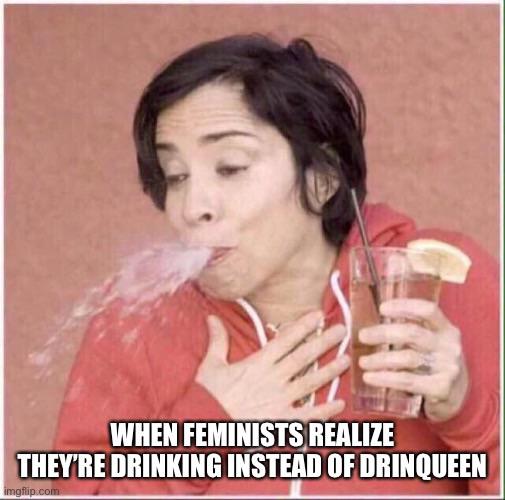 WHEN FEMINISTS REALIZE
THEY'RE DRINKING INSTEAD OF DRINQUEEN
imgflip.com